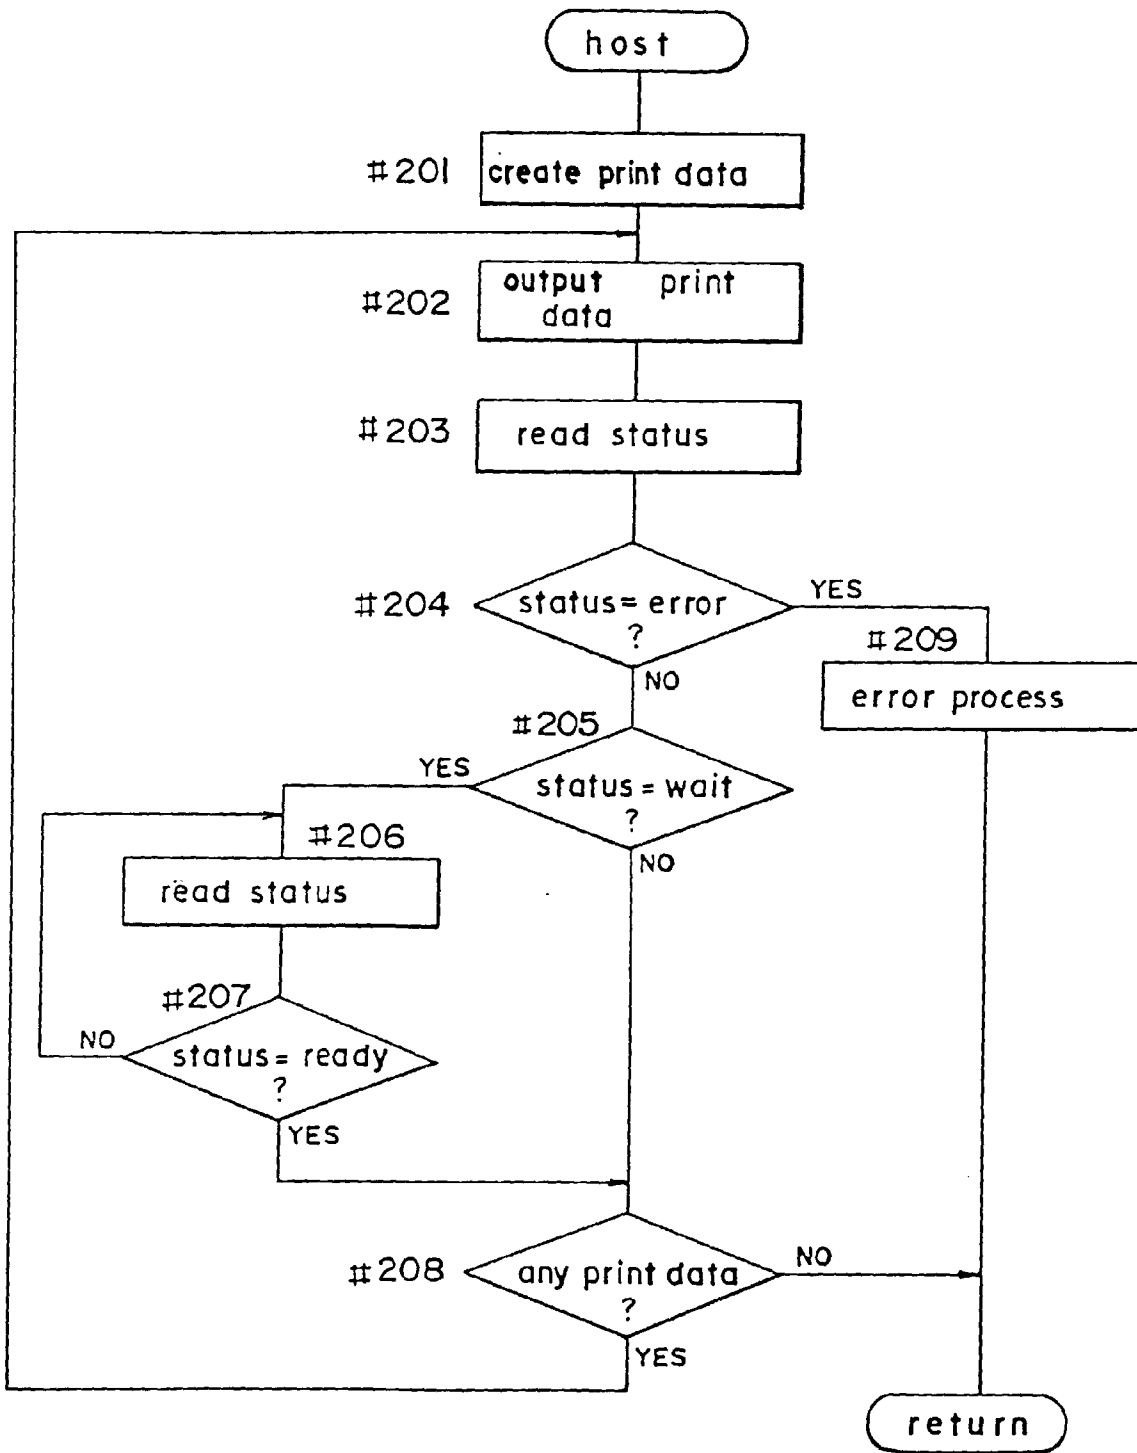 host
#201 create print data
#202 output print
data
#203 read status
#204 status = error
?
YES
NO
#209
error process
#205
status = wait
?
YES
NO
#206
read status
#207
status = ready
?
NO
YES
#208 any print data
?
NO
YES
return